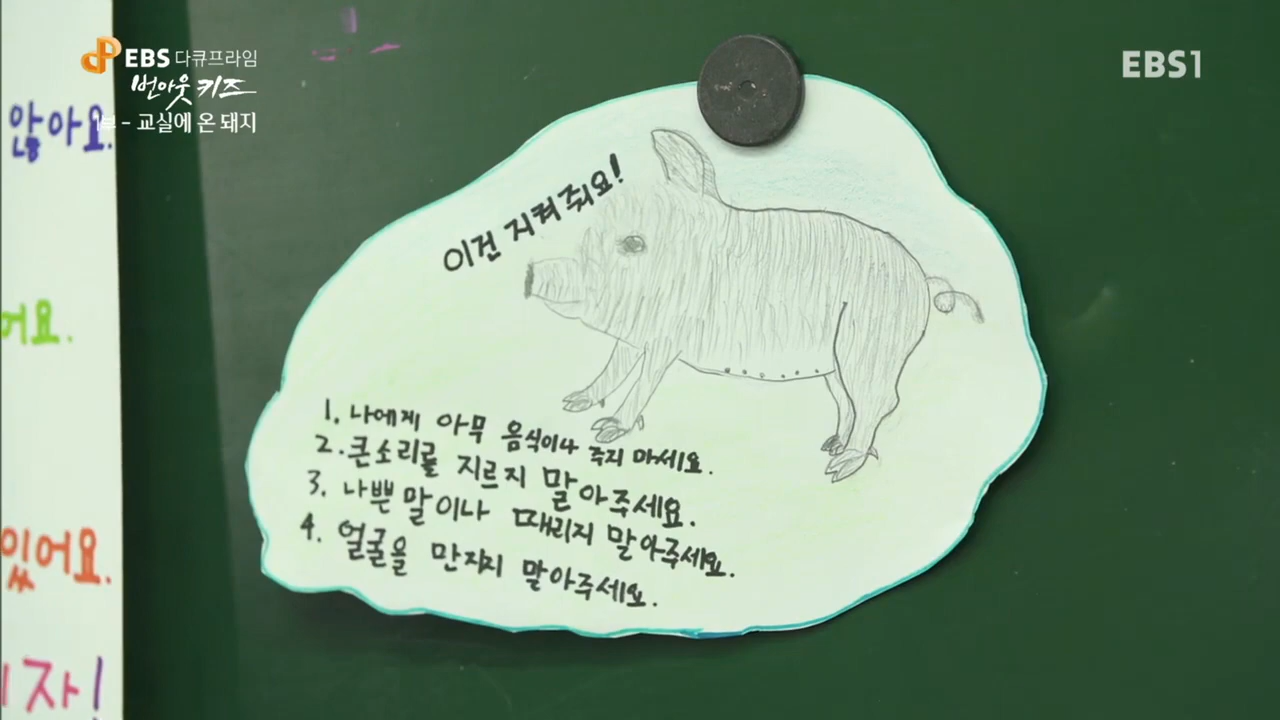 EBS 다큐프라임
번아웃 키즈
1부 - 교실에 온 돼지
EBS1
않아요.
어요.
있어요.
자!
이건 지켜줘요!
1. 나에게 아무 음식이나 주지 마세요.
2. 큰소리를 지르지 말아주세요.
3. 나쁜말이나 때리지 말아주세요.
4. 얼굴을 만지지 말아주세요.